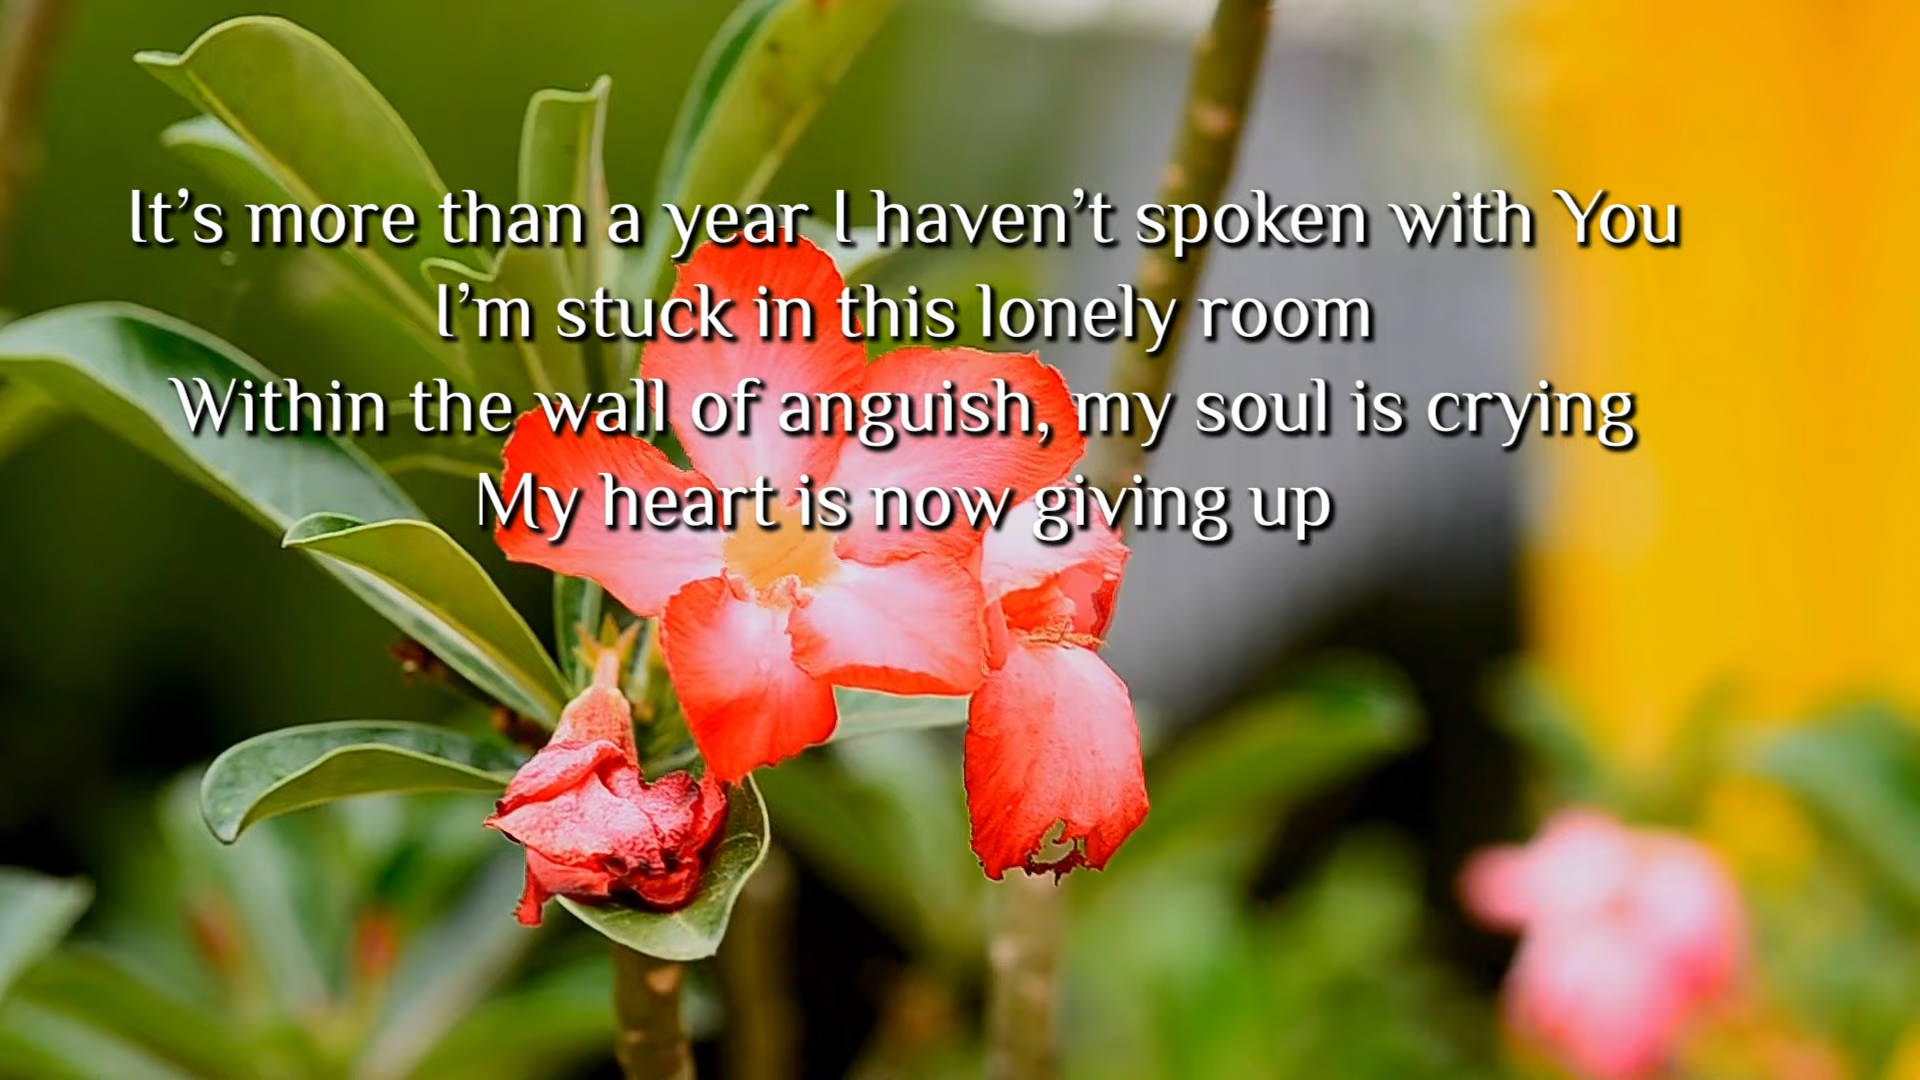 It’s more than a year I haven’t spoken with You
I’m stuck in this lonely room
Within the wall of anguish, my soul is crying
My heart is now giving up